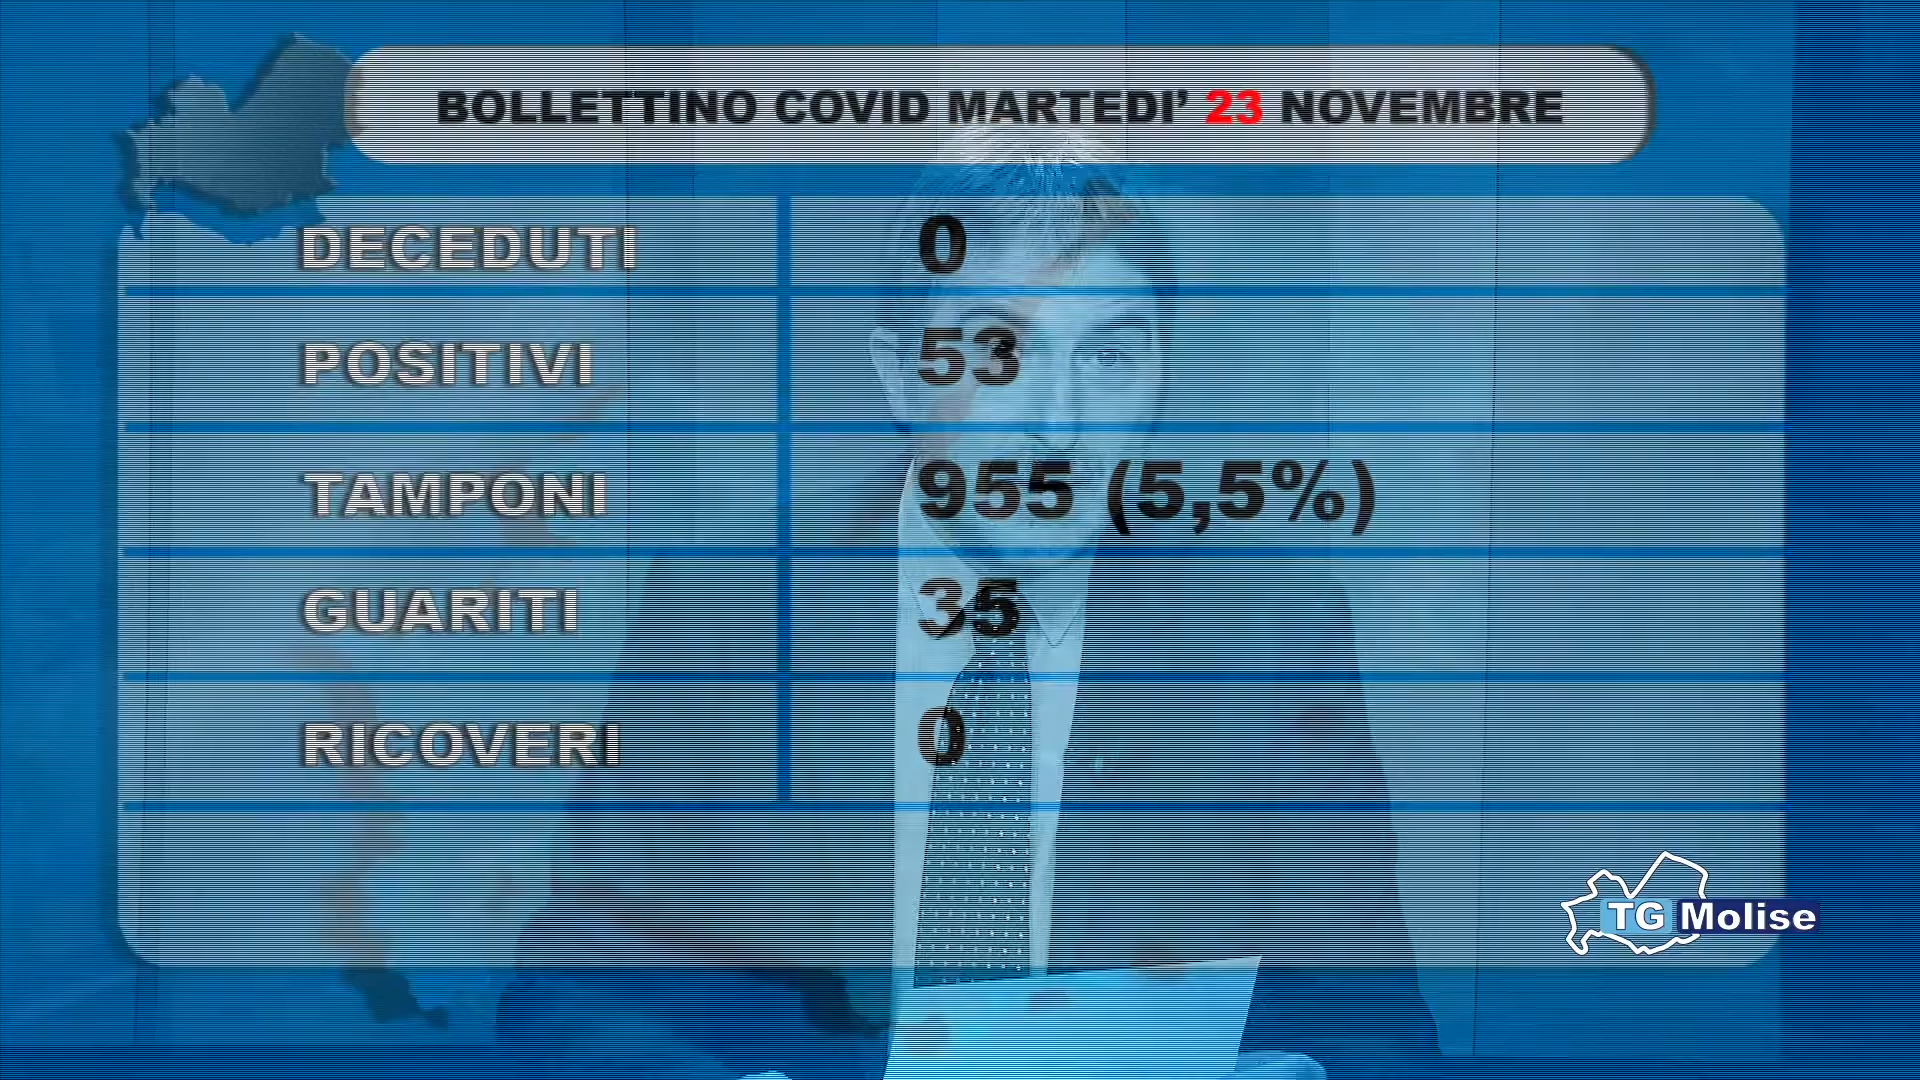 BOLLETTINO COVID MARTEDI’ 23 NOVEMBRE
DECEDUTI 0
POSITIVI 53
TAMPONI 955 (5,5%)
GUARITI 35
RICOVERI 0
TG Molise